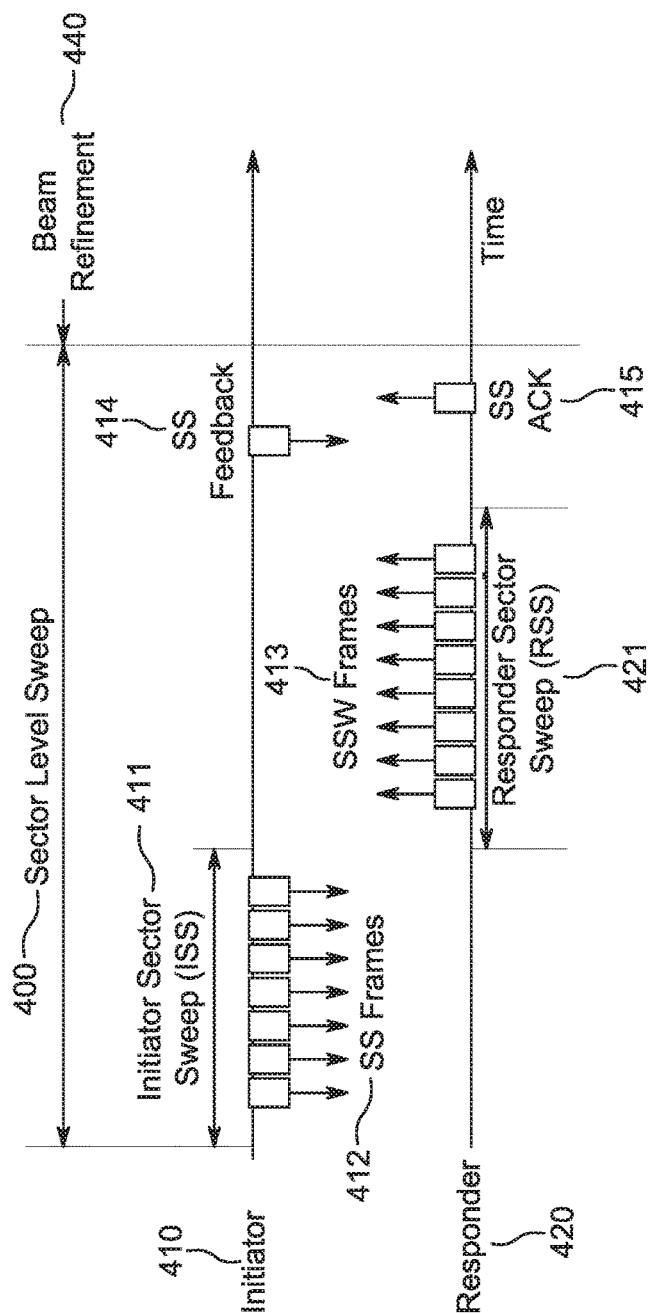 400 Sector Level Sweep
Beam
Refinement 440
Initiator Sector 411
Sweep (ISS)
414
SS
Feedback
410
Initiator
412 SS Frames
413
SSW Frames
Responder
420
Responder Sector
Sweep (RSS)
421
SS
ACK
415
Time